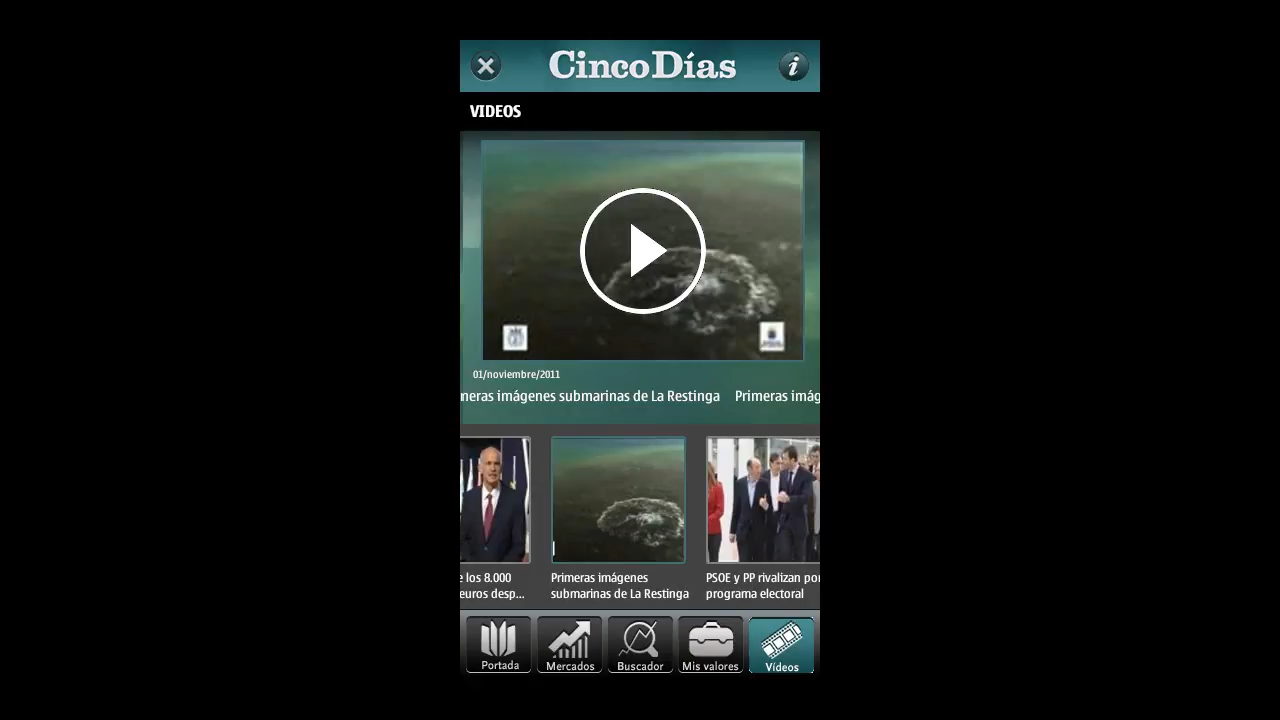 CincoDías
VIDEOS
01/noviembre/2011
meras imágenes submarinas de La Restinga Primeras imág
e los 8.000
euros desp...
Primeras imágenes
submarinas de La Restinga
PSOE y PP rivalizan por
programa electoral
Portada
Mercados
Buscador
Mis valores
Vídeos